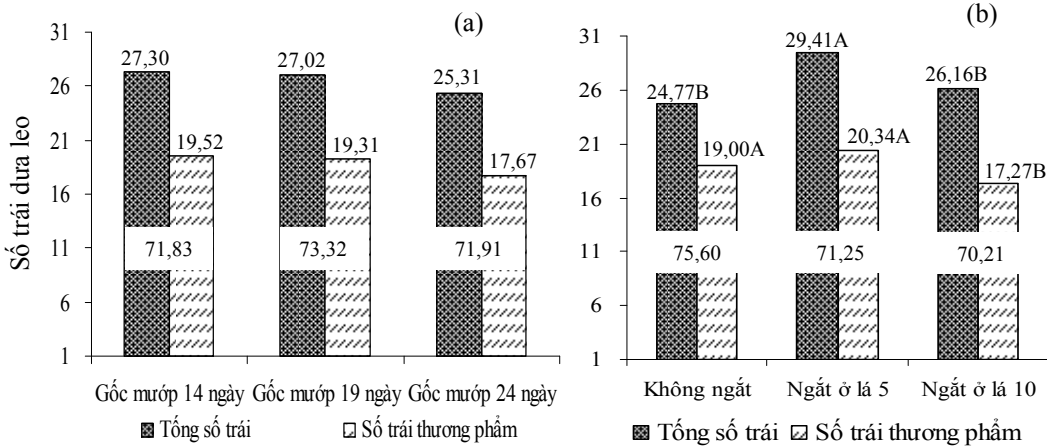 (a)
Số trái dưa leo
31
26
21
16
11
6
1
27,30
19,52
27,02
19,31
25,31
17,67
71,83
73,32
71,91
Gốc mướp 14 ngày
Gốc mướp 19 ngày
Gốc mướp 24 ngày
Tổng số trái
Số trái thương phẩm
(b)
31
26
21
16
11
6
1
24,77B
19,00A
29,41A
20,34A
26,16B
17,27B
75,60
71,25
70,21
Không ngắt
Ngắt ở lá 5
Ngắt ở lá 10
Tổng số trái
Số trái thương phẩm